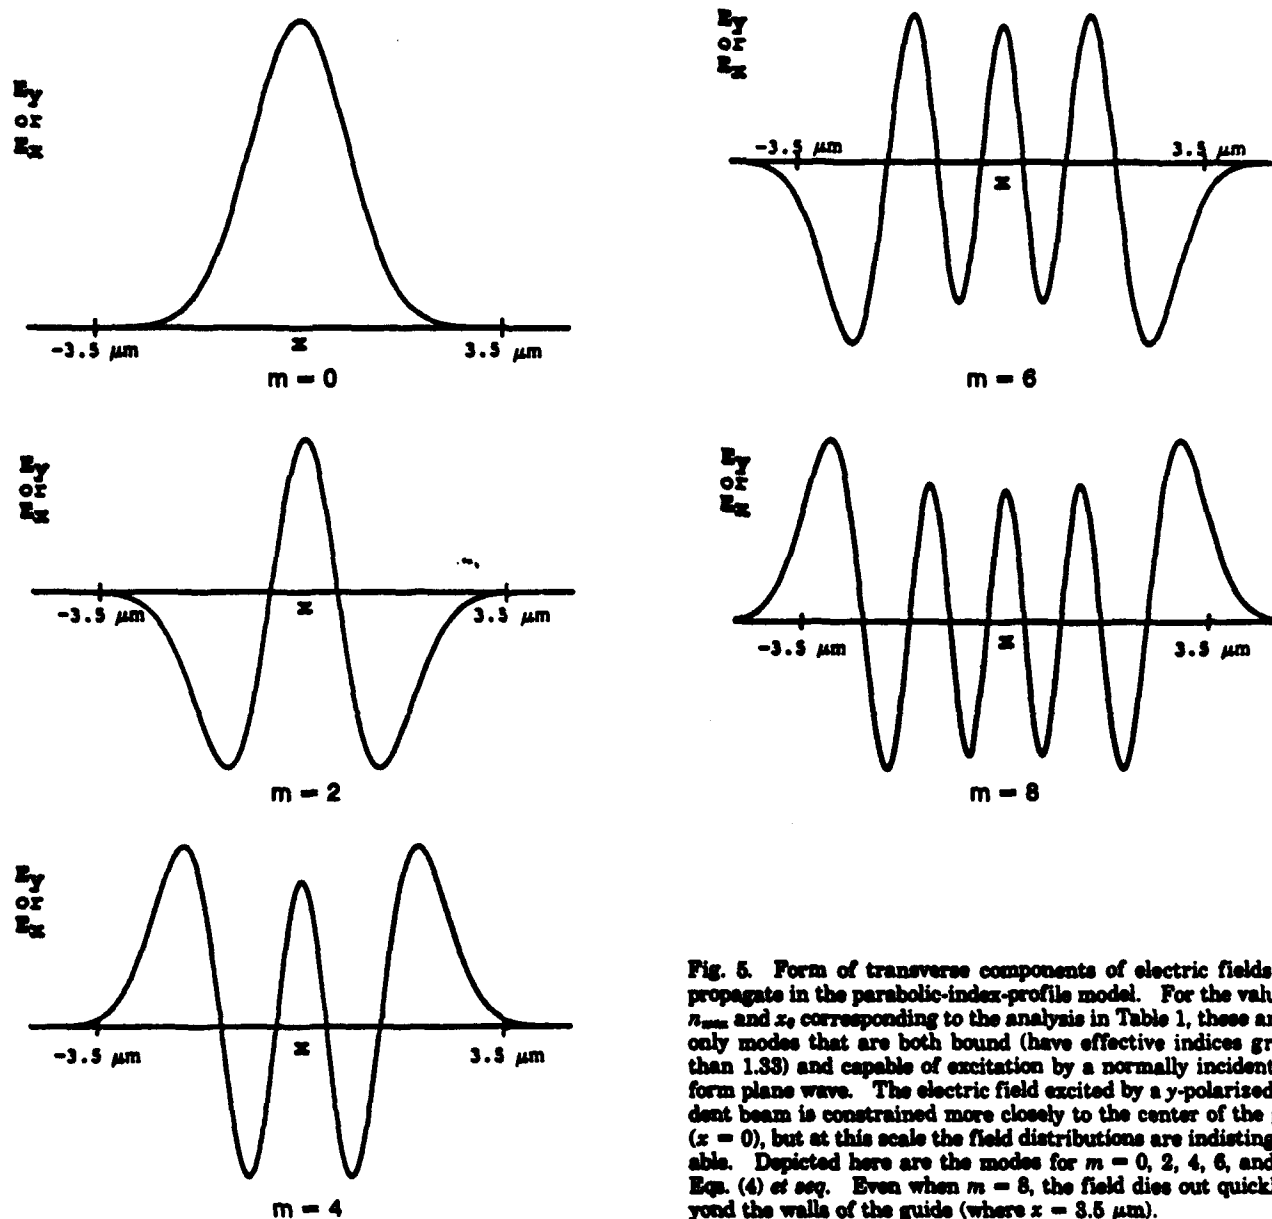 Ey
or
Ex
-3.5 μm
x
3.5 μm
m = 0
Ey
or
Ex
-3.5 μm
x
3.5 μm
m = 2
Ey
or
Ex
-3.5 μm
x
3.5 μm
m = 4
Ey
or
Ex
-3.5 μm
3.5 μm
x
m = 6
Ey
or
Ex
-3.5 μm
x
3.5 μm
m = 8
Fig. 5. Form of transverse components of electric fields
propagate in the parabolic-index-profile model. For the valu
n_max and x_0 corresponding to the analysis in Table 1, these ar
only modes that are both bound (have effective indices gr
than 1.33) and capable of excitation by a normally incident
form plane wave. The electric field excited by a y-polarized
dent beam is constrained more closely to the center of the
(x = 0), but at this scale the field distributions are indisting
able. Depicted here are the modes for m = 0, 2, 4, 6, and
Eqs. (4) et seq. Even when m = 8, the field dies out quickl
yond the walls of the guide (where x = 3.5 μm).